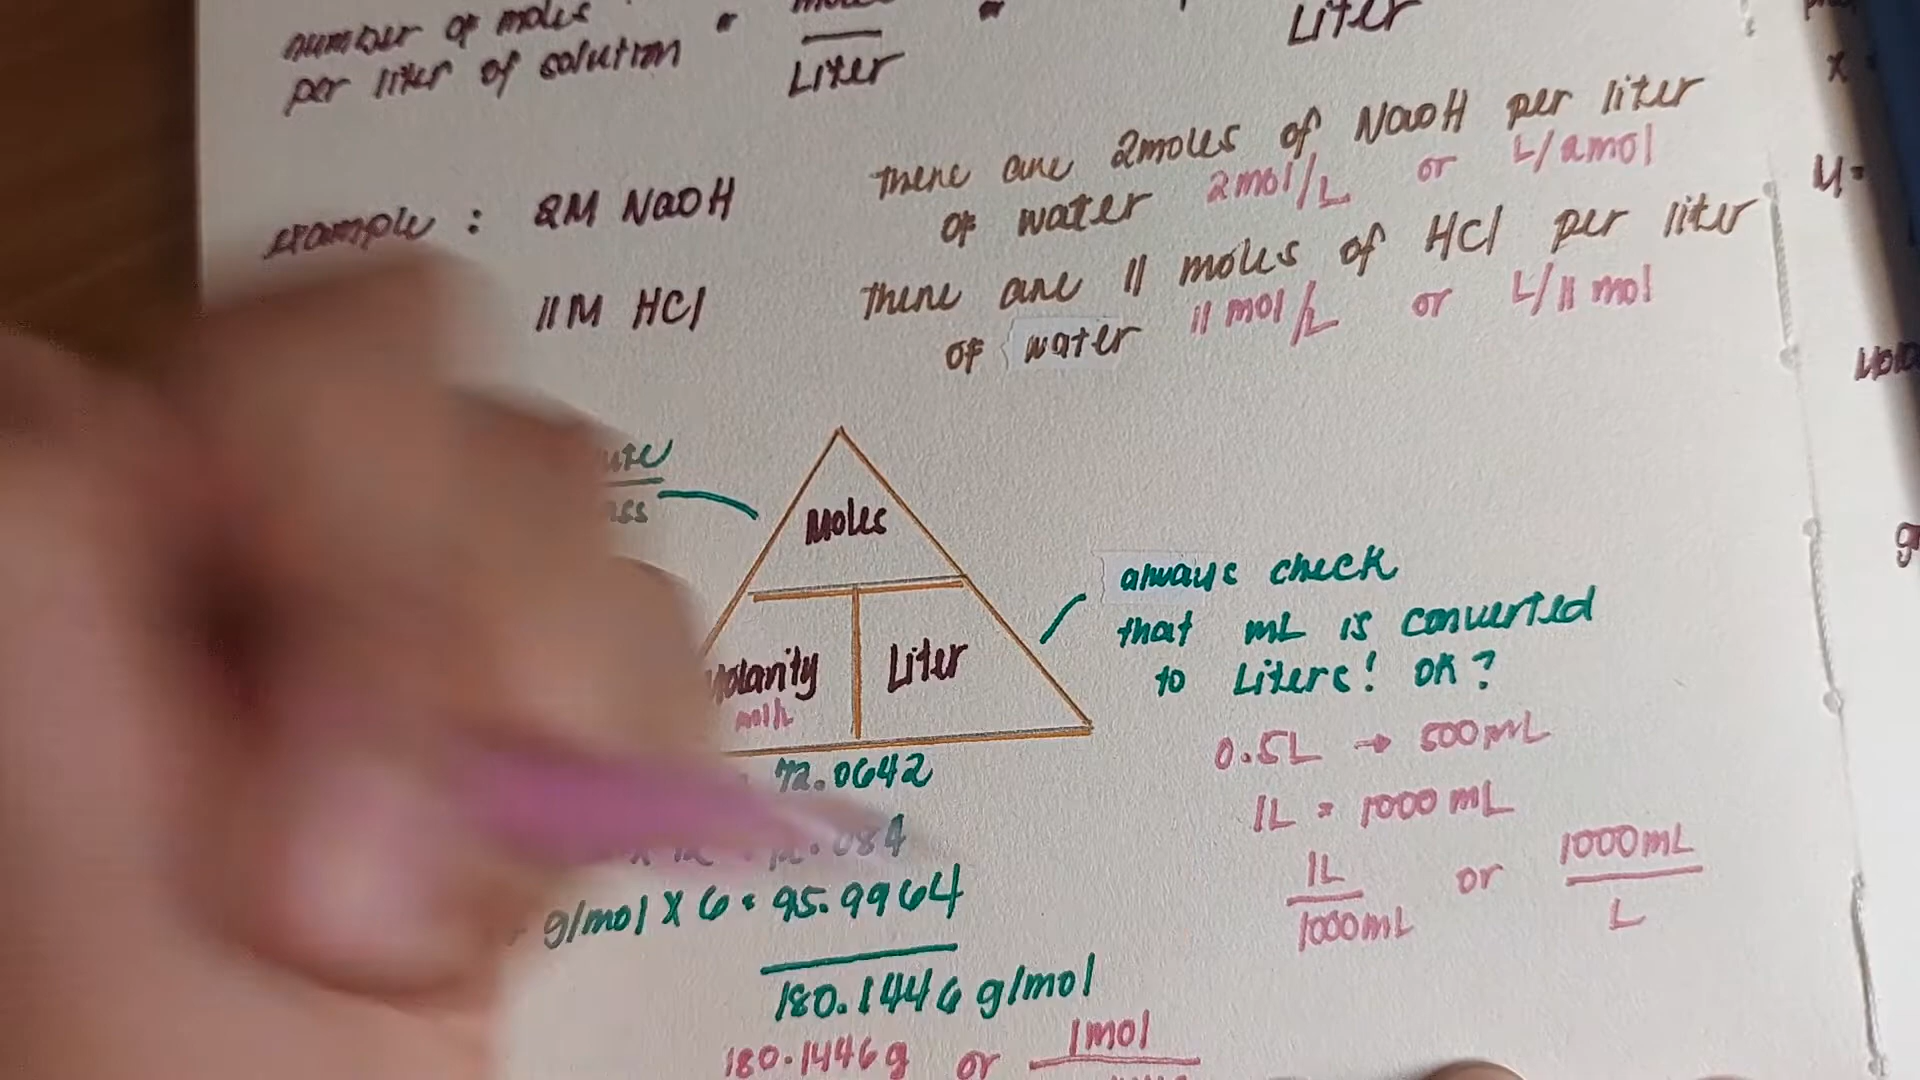 number of moles
per liter of solution
Liter
Liter
example : 2M NaOH
there are 2moles of NaOH per liter
of water 2mol/L or L/2mol
11M HCl
There are 11 moles of HCl per liter
of water 11 mol/L or L/11 mol
Moles
Molarity
mol/L
Liter
always check
that mL is converted
to Liters! OK?
0.5L → 500mL
1L = 1000 mL
1L
1000mL
or
1000mL
L
72.0642
g/mol x 6 = 95.9964
180.1446 g/mol
180.1446g or 1mol